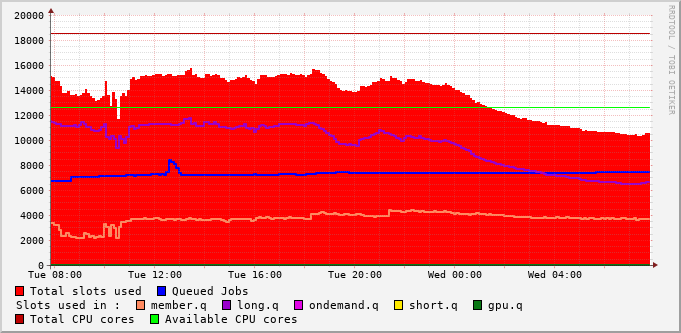 20000
18000
16000
14000
12000
10000
8000
6000
4000
2000
0
Tue 08:00 Tue 12:00 Tue 16:00 Tue 20:00 Wed 00:00 Wed 04:00
Total slots used Queued Jobs
Slots used in : member.q long.q ondemand.q short.q gpu.q
Total CPU cores Available CPU cores
RRDTOOL / TOBI OETIKER